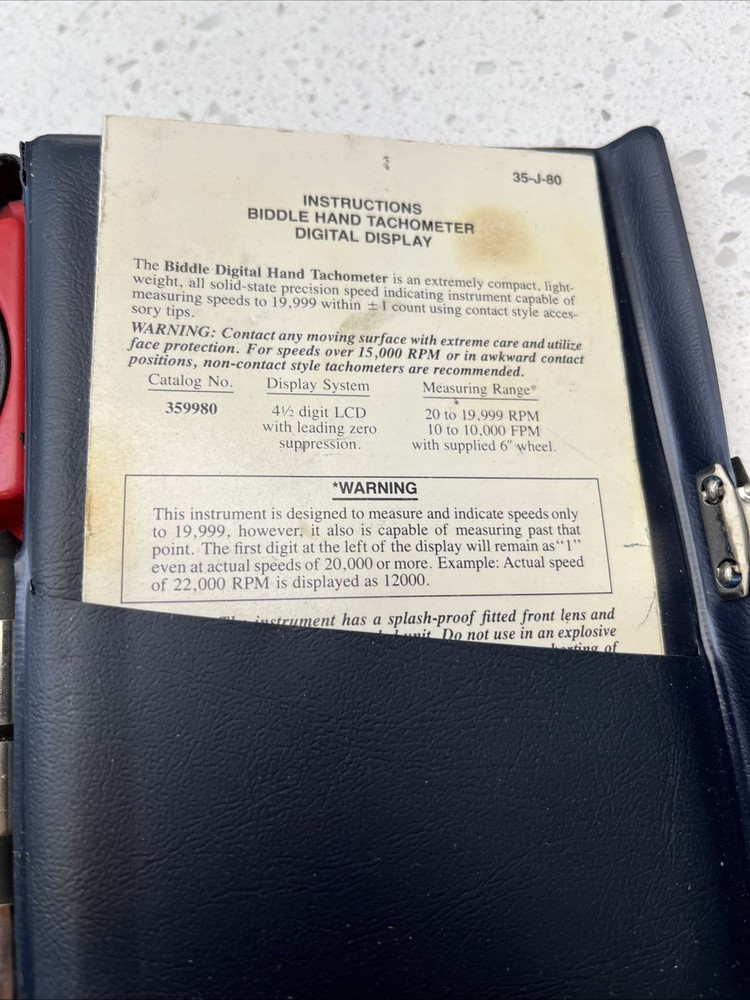 35-J-80
INSTRUCTIONS
BIDDLE HAND TACHOMETER
DIGITAL DISPLAY
The Biddle Digital Hand Tachometer is an extremely compact, light-
weight, all solid-state precision speed indicating instrument capable of
measuring speeds to 19,999 within ±1 count using contact style acces-
sory tips.
WARNING: Contact any moving surface with extreme care and utilize
face protection. For speeds over 15,000 RPM or in awkward contact
positions, non-contact style tachometers are recommended.
Catalog No. Display System Measuring Range*
359980 4½ digit LCD 20 to 19,999 RPM
with leading zero 10 to 10,000 FPM
suppression. with supplied 6" wheel.
*WARNING
This instrument is designed to measure and indicate speeds only
to 19,999, however, it also is capable of measuring past that
point. The first digit at the left of the display will remain as "1"
even at actual speeds of 20,000 or more. Example: Actual speed
of 22,000 RPM is displayed as 12000.
instrument has a splash-proof fitted front lens and
unit. Do not use in an explosive
of